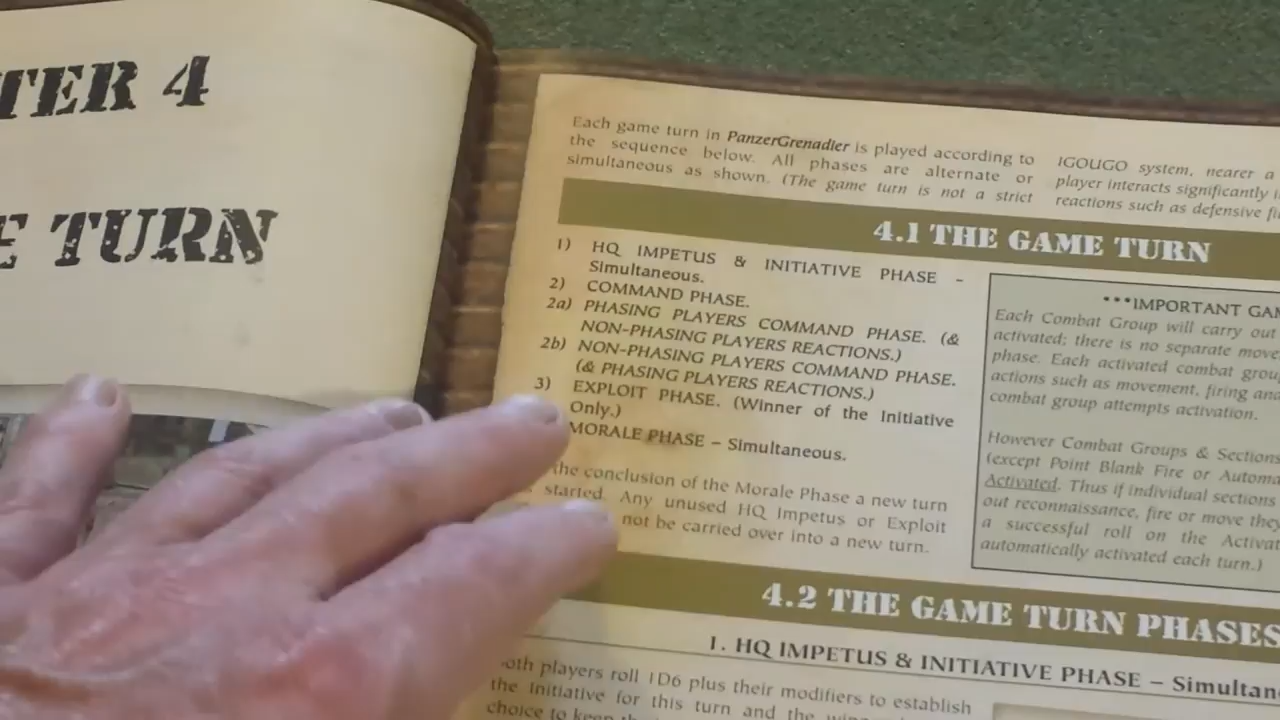 TER 4
E TURN
Each game turn in PanzerGrenadier is played according to
the sequence below. All phases are alternate or
simultaneous as shown. (The game turn is not a strict
IGOUGO system, nearer a
player interacts significantly
reactions such as defensive
4.1 THE GAME TURN
1) HQ IMPETUS & INITIATIVE PHASE –
Simultaneous.
2) COMMAND PHASE.
2a) PHASING PLAYERS COMMAND PHASE. (&
NON-PHASING PLAYERS REACTIONS.)
2b) NON-PHASING PLAYERS COMMAND PHASE.
(& PHASING PLAYERS REACTIONS.)
3) EXPLOIT PHASE. (Winner of the Initiative
Only.)
MORALE PHASE – Simultaneous.
the conclusion of the Morale Phase a new turn
started. Any unused HQ Impetus or Exploit
not be carried over into a new turn.
***IMPORTANT GA
Each Combat Group will carry out
activated; there is no separate move
phase. Each activated combat grou
actions such as movement, firing and
combat group attempts activation.
However Combat Groups & Sections
(except Point Blank Fire or Automa
Activated. Thus if individual sections
out reconnaissance, fire or move they
a successful roll on the Activat
automatically activated each turn.)
4.2 THE GAME TURN PHASES
1. HQ IMPETUS & INITIATIVE PHASE – Simultan
oth players roll 1D6 plus their modifiers to establish
the Initiative for this turn and the
choice to keep